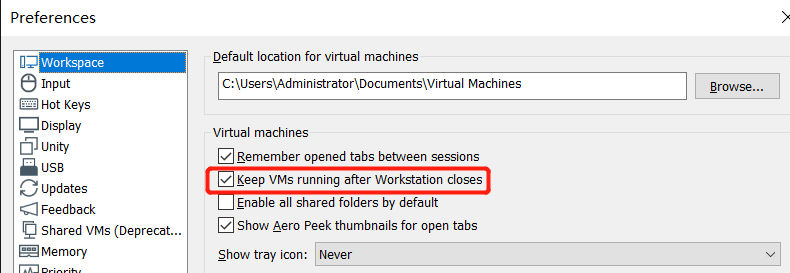 Preferences
Workspace
Input
Hot Keys
Display
Unity
USB
Updates
Feedback
Shared VMs (Deprecat...
Memory
Priority
Default location for virtual machines
C:\Users\Administrator\Documents\Virtual Machines
Browse...
Virtual machines
Remember opened tabs between sessions
Keep VMs running after Workstation closes
Enable all shared folders by default
Show Aero Peek thumbnails for open tabs
Show tray icon:
Never